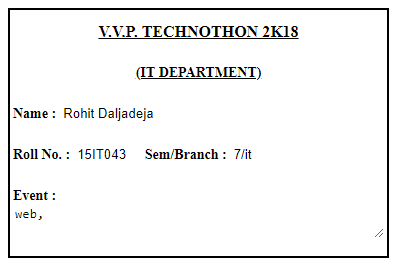 V.V.P. TECHNOTHON 2K18
(IT DEPARTMENT)
Name : Rohit Daljadeja
Roll No. : 15IT043 Sem/Branch : 7/it
Event :
web,